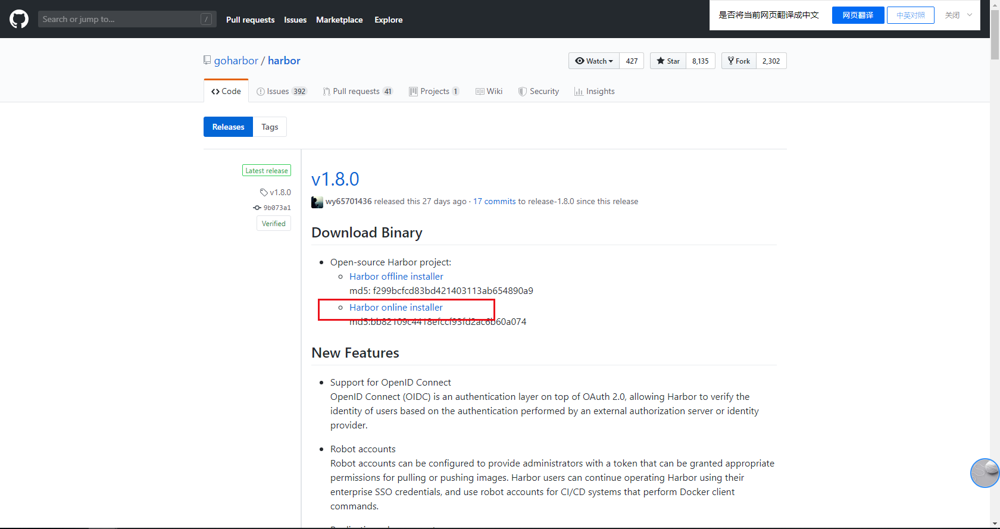 Search or jump to... /
Pull requests Issues Marketplace Explore
是否将当前网页翻译成中文 网页翻译 中英对照 关闭
goharbor / harbor
Watch 427 Star 8,135 Fork 2,302
Code Issues 392 Pull requests 41 Projects 1 Wiki Security Insights
Releases Tags
Latest release
v1.8.0
9b073a1
Verified
v1.8.0
wy65701436 released this 27 days ago · 17 commits to release-1.8.0 since this release
Download Binary
Open-source Harbor project:
Harbor offline installer
md5: f299bcfcd83bd421403113ab654890a9
Harbor online installer
md5:bb82109c4418efccf93fd2ac6b60a074
New Features
Support for OpenID Connect
OpenID Connect (OIDC) is an authentication layer on top of OAuth 2.0, allowing Harbor to verify the
identity of users based on the authentication performed by an external authorization server or identity
provider.
Robot accounts
Robot accounts can be configured to provide administrators with a token that can be granted appropriate
permissions for pulling or pushing images. Harbor users can continue operating Harbor using their
enterprise SSO credentials, and use robot accounts for CI/CD systems that perform Docker client
commands.